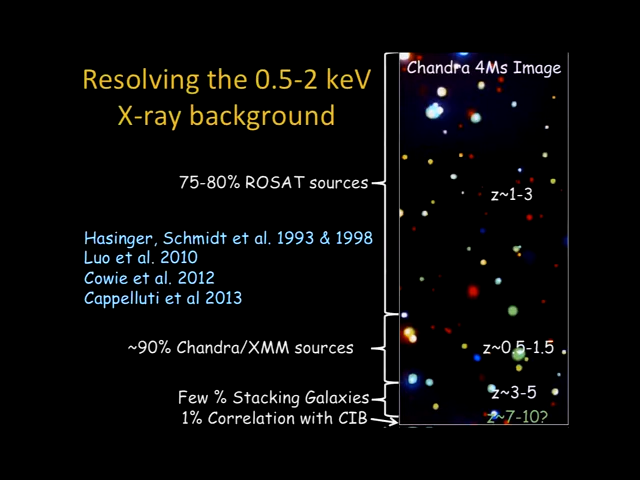 Resolving the 0.5-2 keV
X-ray background
Chandra 4Ms Image
75-80% ROSAT sources
z~1-3
Hasinger, Schmidt et al. 1993 & 1998
Luo et al. 2010
Cowie et al. 2012
Cappelluti et al 2013
~90% Chandra/XMM sources
z~0.5-1.5
Few % Stacking Galaxies
z~3-5
1% Correlation with CIB
z~7-10?